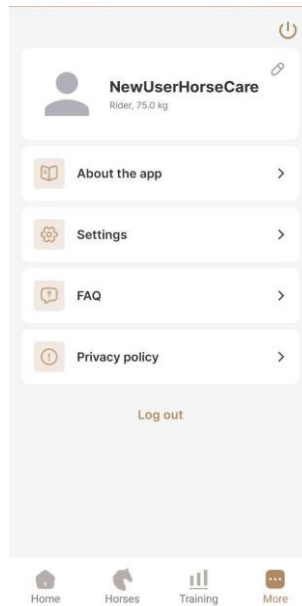 NewUserHorseCare
Rider, 75.0 kg
About the app
Settings
FAQ
Privacy policy
Log out
Home Horses Training More